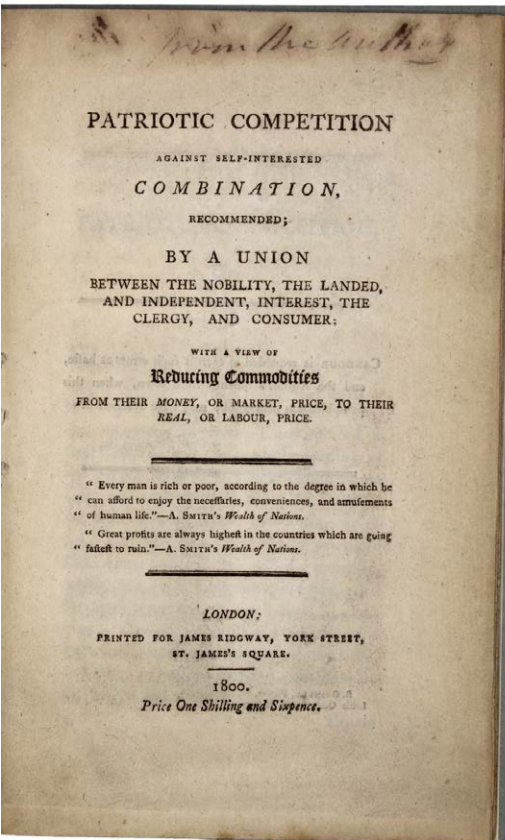 from the author
PATRIOTIC COMPETITION
AGAINST SELF-INTERESTED
COMBINATION,
RECOMMENDED;
BY A UNION
BETWEEN THE NOBILITY, THE LANDED,
AND INDEPENDENT, INTEREST, THE
CLERGY, AND CONSUMER;
WITH A VIEW OF
Reducing Commodities
FROM THEIR MONEY, OR MARKET, PRICE, TO THEIR
REAL, OR LABOUR, PRICE.
“ Every man is rich or poor, according to the degree in which he
“ can afford to enjoy the neceſſaries, conveniences, and amuſements
“ of human life.”—A. SMITH'S Wealth of Nations.
“ Great profits are always higheſt in the countries which are going
“ faſteſt to ruin.”—A. SMITH'S Wealth of Nations.
LONDON:
PRINTED FOR JAMES RIDGWAY, YORK STREET,
ST. JAMES'S SQUARE.
1800.
Price One Shilling and Sixpence.